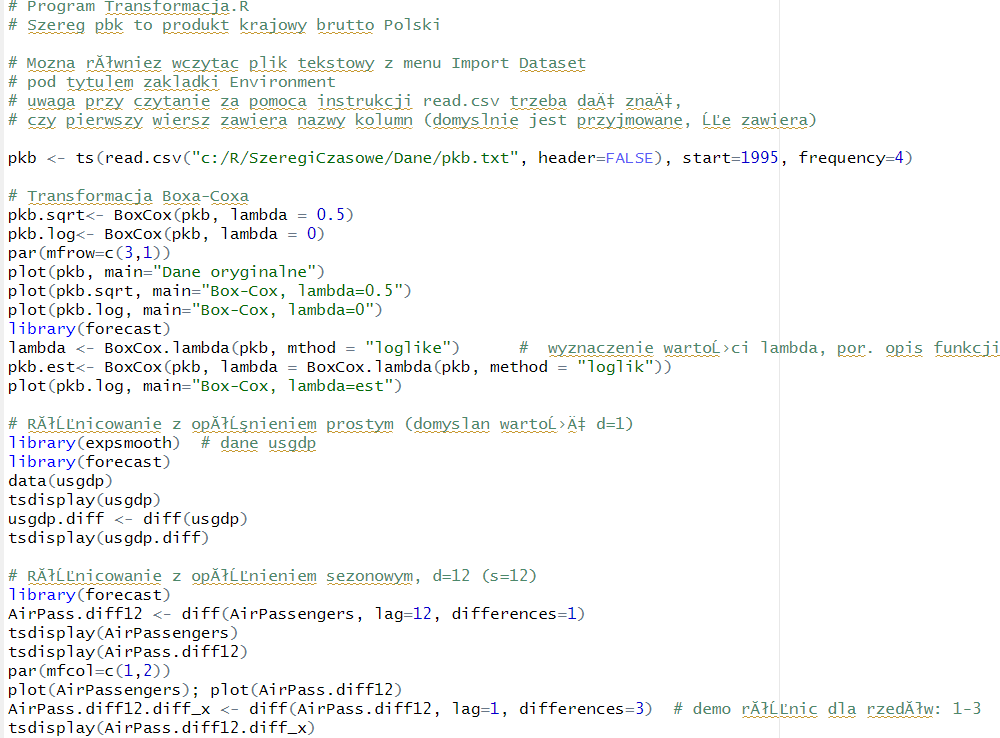 # Program Transformacja.R
# Szereg pbk to produkt krajowy brutto Polski
# Mozna rĂłwniez wczytac plik tekstowy z menu Import Dataset
# pod tytulem zakladki Environment
# uwaga przy czytanie za pomoca instrukcji read.csv trzeba daÄ‡ znaÄ‡,
# czy pierwszy wiersz zawiera nazwy kolumn (domyslnie jest przyjmowane, ĹĽe zawiera)
pkb <- ts(read.csv("c:/R/SzeregiCzasowe/Dane/pkb.txt", header=FALSE), start=1995, frequency=4)
# Transformacja Boxa-Coxa
pkb.sqrt<- BoxCox(pkb, lambda = 0.5)
pkb.log<- BoxCox(pkb, lambda = 0)
par(mfrow=c(3,1))
plot(pkb, main="Dane oryginalne")
plot(pkb.sqrt, main="Box-Cox, lambda=0.5")
plot(pkb.log, main="Box-Cox, lambda=0")
library(forecast)
lambda <- BoxCox.lambda(pkb, mthod = "loglike")      #  wyznaczenie wartoĹ›ci lambda, por. opis funkcji
pkb.est<- BoxCox(pkb, lambda = BoxCox.lambda(pkb, method = "loglik"))
plot(pkb.log, main="Box-Cox, lambda=est")
# RĂłĹĽnicowanie z opĂłĹşnieniem prostym (domyslan wartoĹ›Ä‡ d=1)
library(expsmooth)  # dane usgdp
library(forecast)
data(usgdp)
tsdisplay(usgdp)
usgdp.diff <- diff(usgdp)
tsdisplay(usgdp.diff)
# RĂłĹĽnicowanie z opĂłĹĽnieniem sezonowym, d=12 (s=12)
library(forecast)
AirPass.diff12 <- diff(AirPassengers, lag=12, differences=1)
tsdisplay(AirPassengers)
tsdisplay(AirPass.diff12)
par(mfcol=c(1,2))
plot(AirPassengers); plot(AirPass.diff12)
AirPass.diff12.diff_x <- diff(AirPass.diff12, lag=1, differences=3)  # demo rĂłĹĽnic dla rzedĂłw: 1-3
tsdisplay(AirPass.diff12.diff_x)